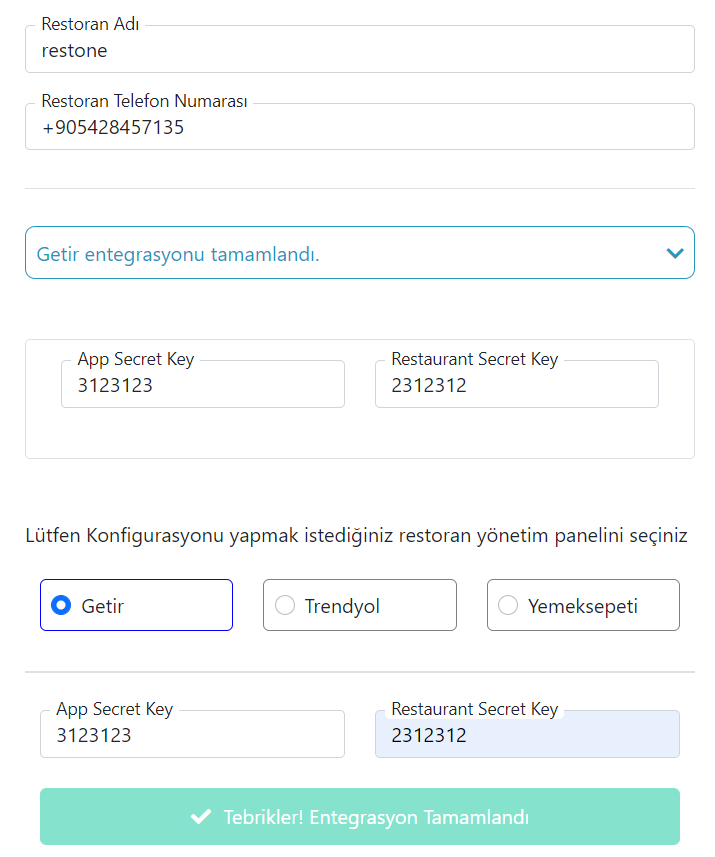 Restoran Adı
restone
Restoran Telefon Numarası
+905428457135
Getir entegrasyonu tamamlandı.
App Secret Key
Restaurant Secret Key
3123123
2312312
Lütfen Konfigurasyonu yapmak istediğiniz restoran yönetim panelini seçiniz
Getir
Trendyol
Yemeksepeti
App Secret Key
Restaurant Secret Key
3123123
2312312
Tebrikler! Entegrasyon Tamamlandı